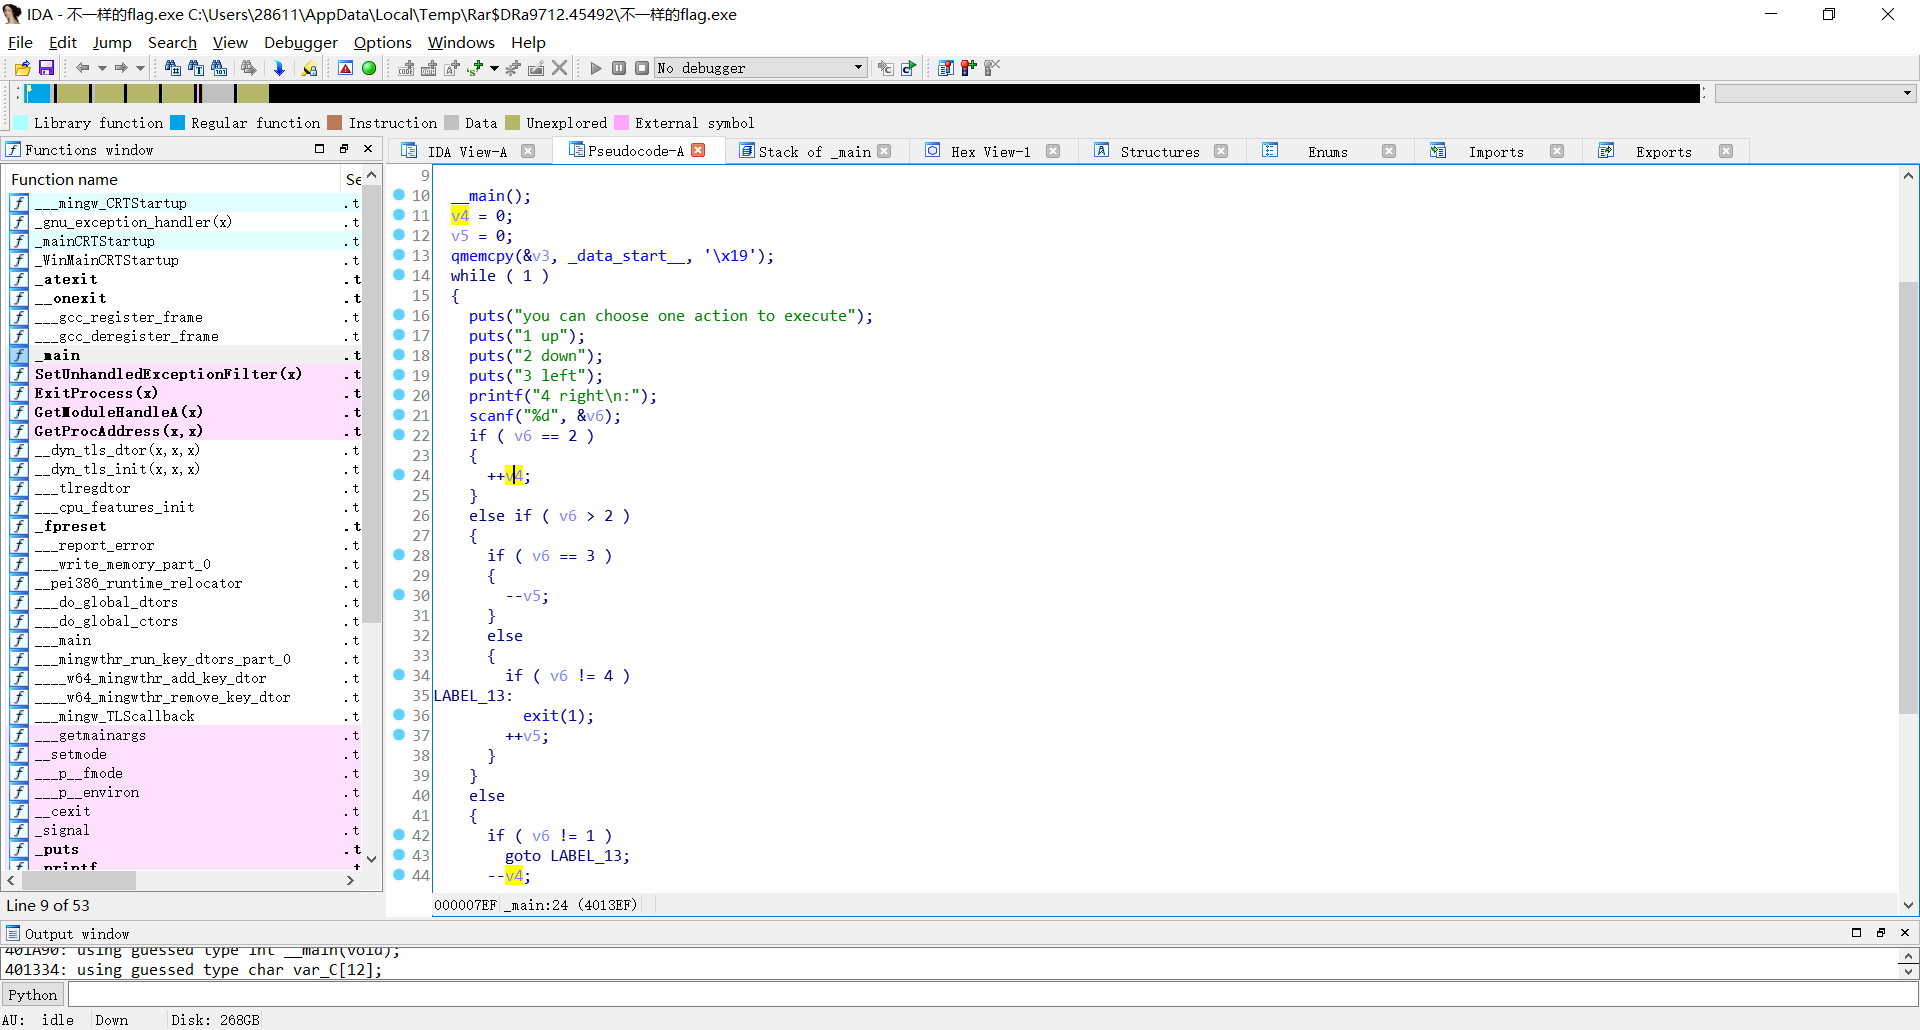 IDA - 不一样的flag.exe C:\Users\28611\AppData\Local\Temp\Rar$DRa9712.45492\不一样的flag.exe
File Edit Jump Search View Debugger Options Windows Help
No debugger
Library function Regular function Instruction Data Unexplored External symbol
Functions window
IDA View-A Pseudocode-A Stack of _main Hex View-1 Structures Enums Imports Exports
Function name Se
___mingw_CRTStartup .t
_gnu_exception_handler(x) .t
_mainCRTStartup .t
_WinMainCRTStartup .t
_atexit .t
__onexit .t
___gcc_register_frame .t
___gcc_deregister_frame .t
_main .t
SetUnhandledExceptionFilter(x) .t
ExitProcess(x) .t
GetModuleHandleA(x) .t
GetProcAddress(x,x) .t
__dyn_tls_dtor(x,x,x) .t
__dyn_tls_init(x,x,x) .t
___tlregdtor .t
___cpu_features_init .t
_fpreset .t
___report_error .t
___write_memory_part_0 .t
__pei386_runtime_relocator .t
___do_global_dtors .t
___do_global_ctors .t
___main .t
___mingwthr_run_key_dtors_part_0 .t
____w64_mingwthr_add_key_dtor .t
____w64_mingwthr_remove_key_dtor .t
___mingw_TLScallback .t
___getmainargs .t
__setmode .t
___p__fmode .t
___p__environ .t
__cexit .t
_signal .t
_puts .t
_printf .t
Line 9 of 53
9
10 __main();
11 v4 = 0;
12 v5 = 0;
13 qmemcpy(&v3, _data_start__, '\x19');
14 while ( 1 )
15 {
16 puts("you can choose one action to execute");
17 puts("1 up");
18 puts("2 down");
19 puts("3 left");
20 printf("4 right\n:");
21 scanf("%d", &v6);
22 if ( v6 == 2 )
23 {
24 ++v4;
25 }
26 else if ( v6 > 2 )
27 {
28 if ( v6 == 3 )
29 {
30 --v5;
31 }
32 else
33 {
34 if ( v6 != 4 )
35 LABEL_13:
36 exit(1);
37 ++v5;
38 }
39 }
40 else
41 {
42 if ( v6 != 1 )
43 goto LABEL_13;
44 --v4;
000007EF _main:24 (4013EF)
Output window
401A90: using guessed type int __main(void);
401334: using guessed type char var_C[12];
Python
AU: idle Down Disk: 268GB